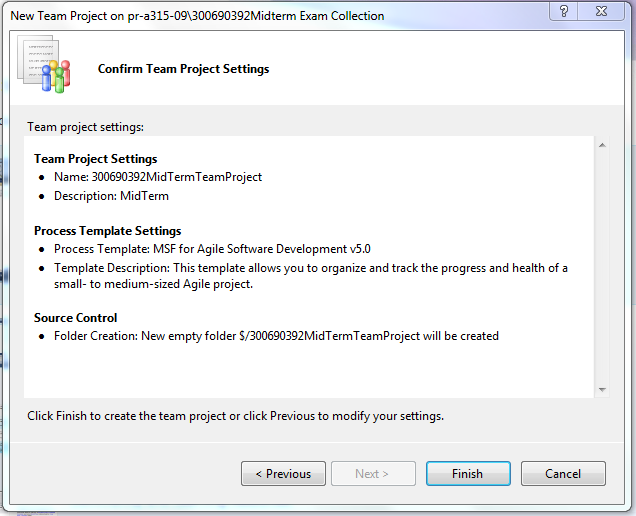 New Team Project on pr-a315-09\300690392Midterm Exam Collection
Confirm Team Project Settings
Team project settings:
Team Project Settings
• Name: 300690392MidTermTeamProject
• Description: MidTerm
Process Template Settings
• Process Template: MSF for Agile Software Development v5.0
• Template Description: This template allows you to organize and track the progress and health of a
small- to medium-sized Agile project.
Source Control
• Folder Creation: New empty folder $/300690392MidTermTeamProject will be created
Click Finish to create the team project or click Previous to modify your settings.
< Previous
Next >
Finish
Cancel